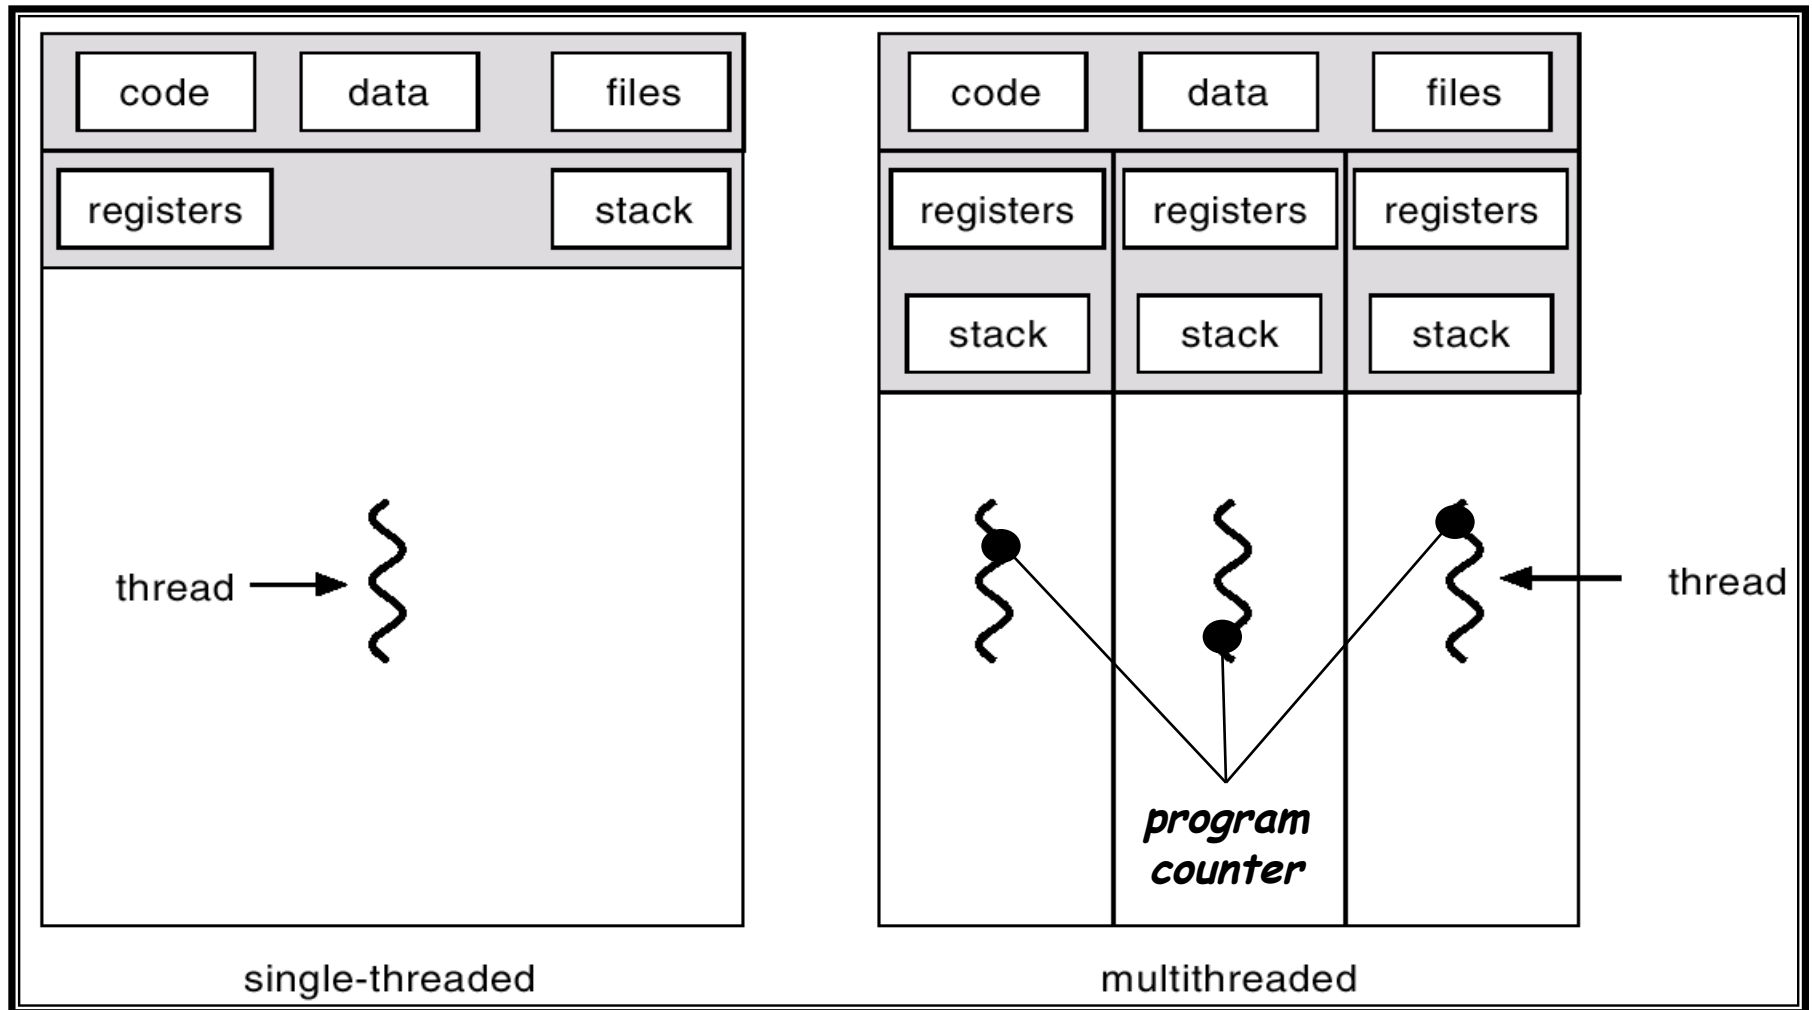 code data files
code data files
registers stack
registers registers registers
stack stack stack
thread
thread
program
counter
single-threaded
multithreaded